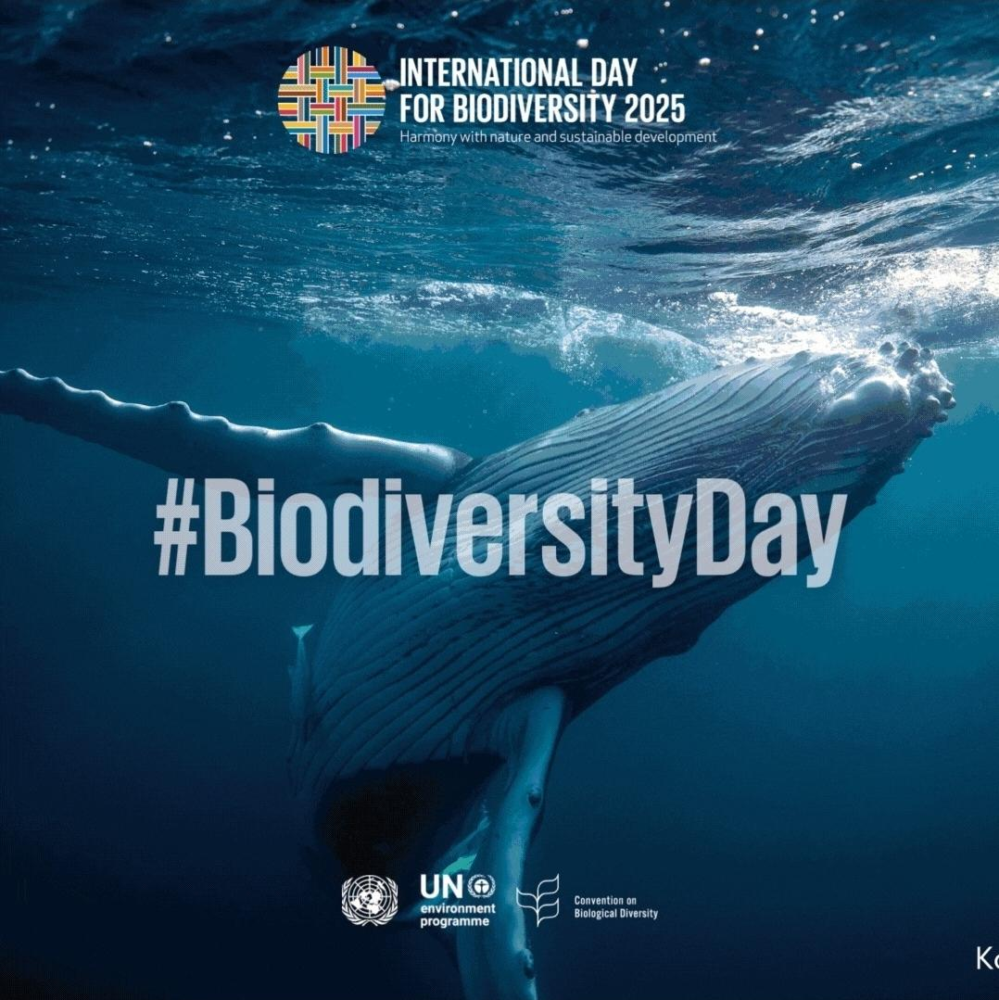 INTERNATIONAL DAY
FOR BIODIVERSITY 2025
Harmony with nature and sustainable development
#BiodiversityDay
UN
environment
programme
Convention on
Biological Diversity